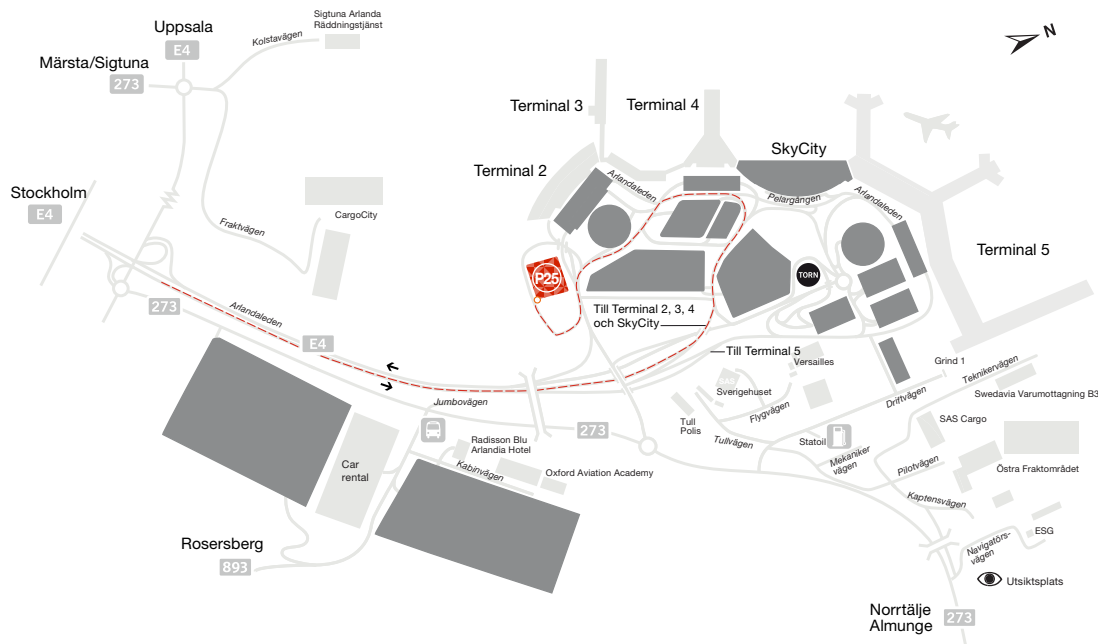 Sigtuna Arlanda
Räddningstjänst
Uppsala
E4
Kolstavägen
N
Märsta/Sigtuna
273
Terminal 3
Terminal 4
SkyCity
Terminal 2
Arlandaleden
Pelargången
Arlandaleden
Stockholm
E4
CargoCity
Fraktvägen
Terminal 5
P25
TORN
273
Arlandaleden
Till Terminal 2, 3, 4
och SkyCity
E4
Till Terminal 5
Versailles
Grind 1
Teknikervägen
Sverigehuset
Driftvägen
Swedavia Varumottagning B3
Jumbovägen
Flygvägen
Tull
Polis
SAS Cargo
273
Tullvägen
Statoil
Radisson Blu
Arlandia Hotel
Mekaniker
vägen
Pilotvägen
Östra Fraktområdet
Car
rental
Kabinvägen
Oxford Aviation Academy
Kaptensvägen
ESG
Navigatörs-
vägen
Rosersberg
893
Utsiktsplats
Norrtälje
Almunge
273